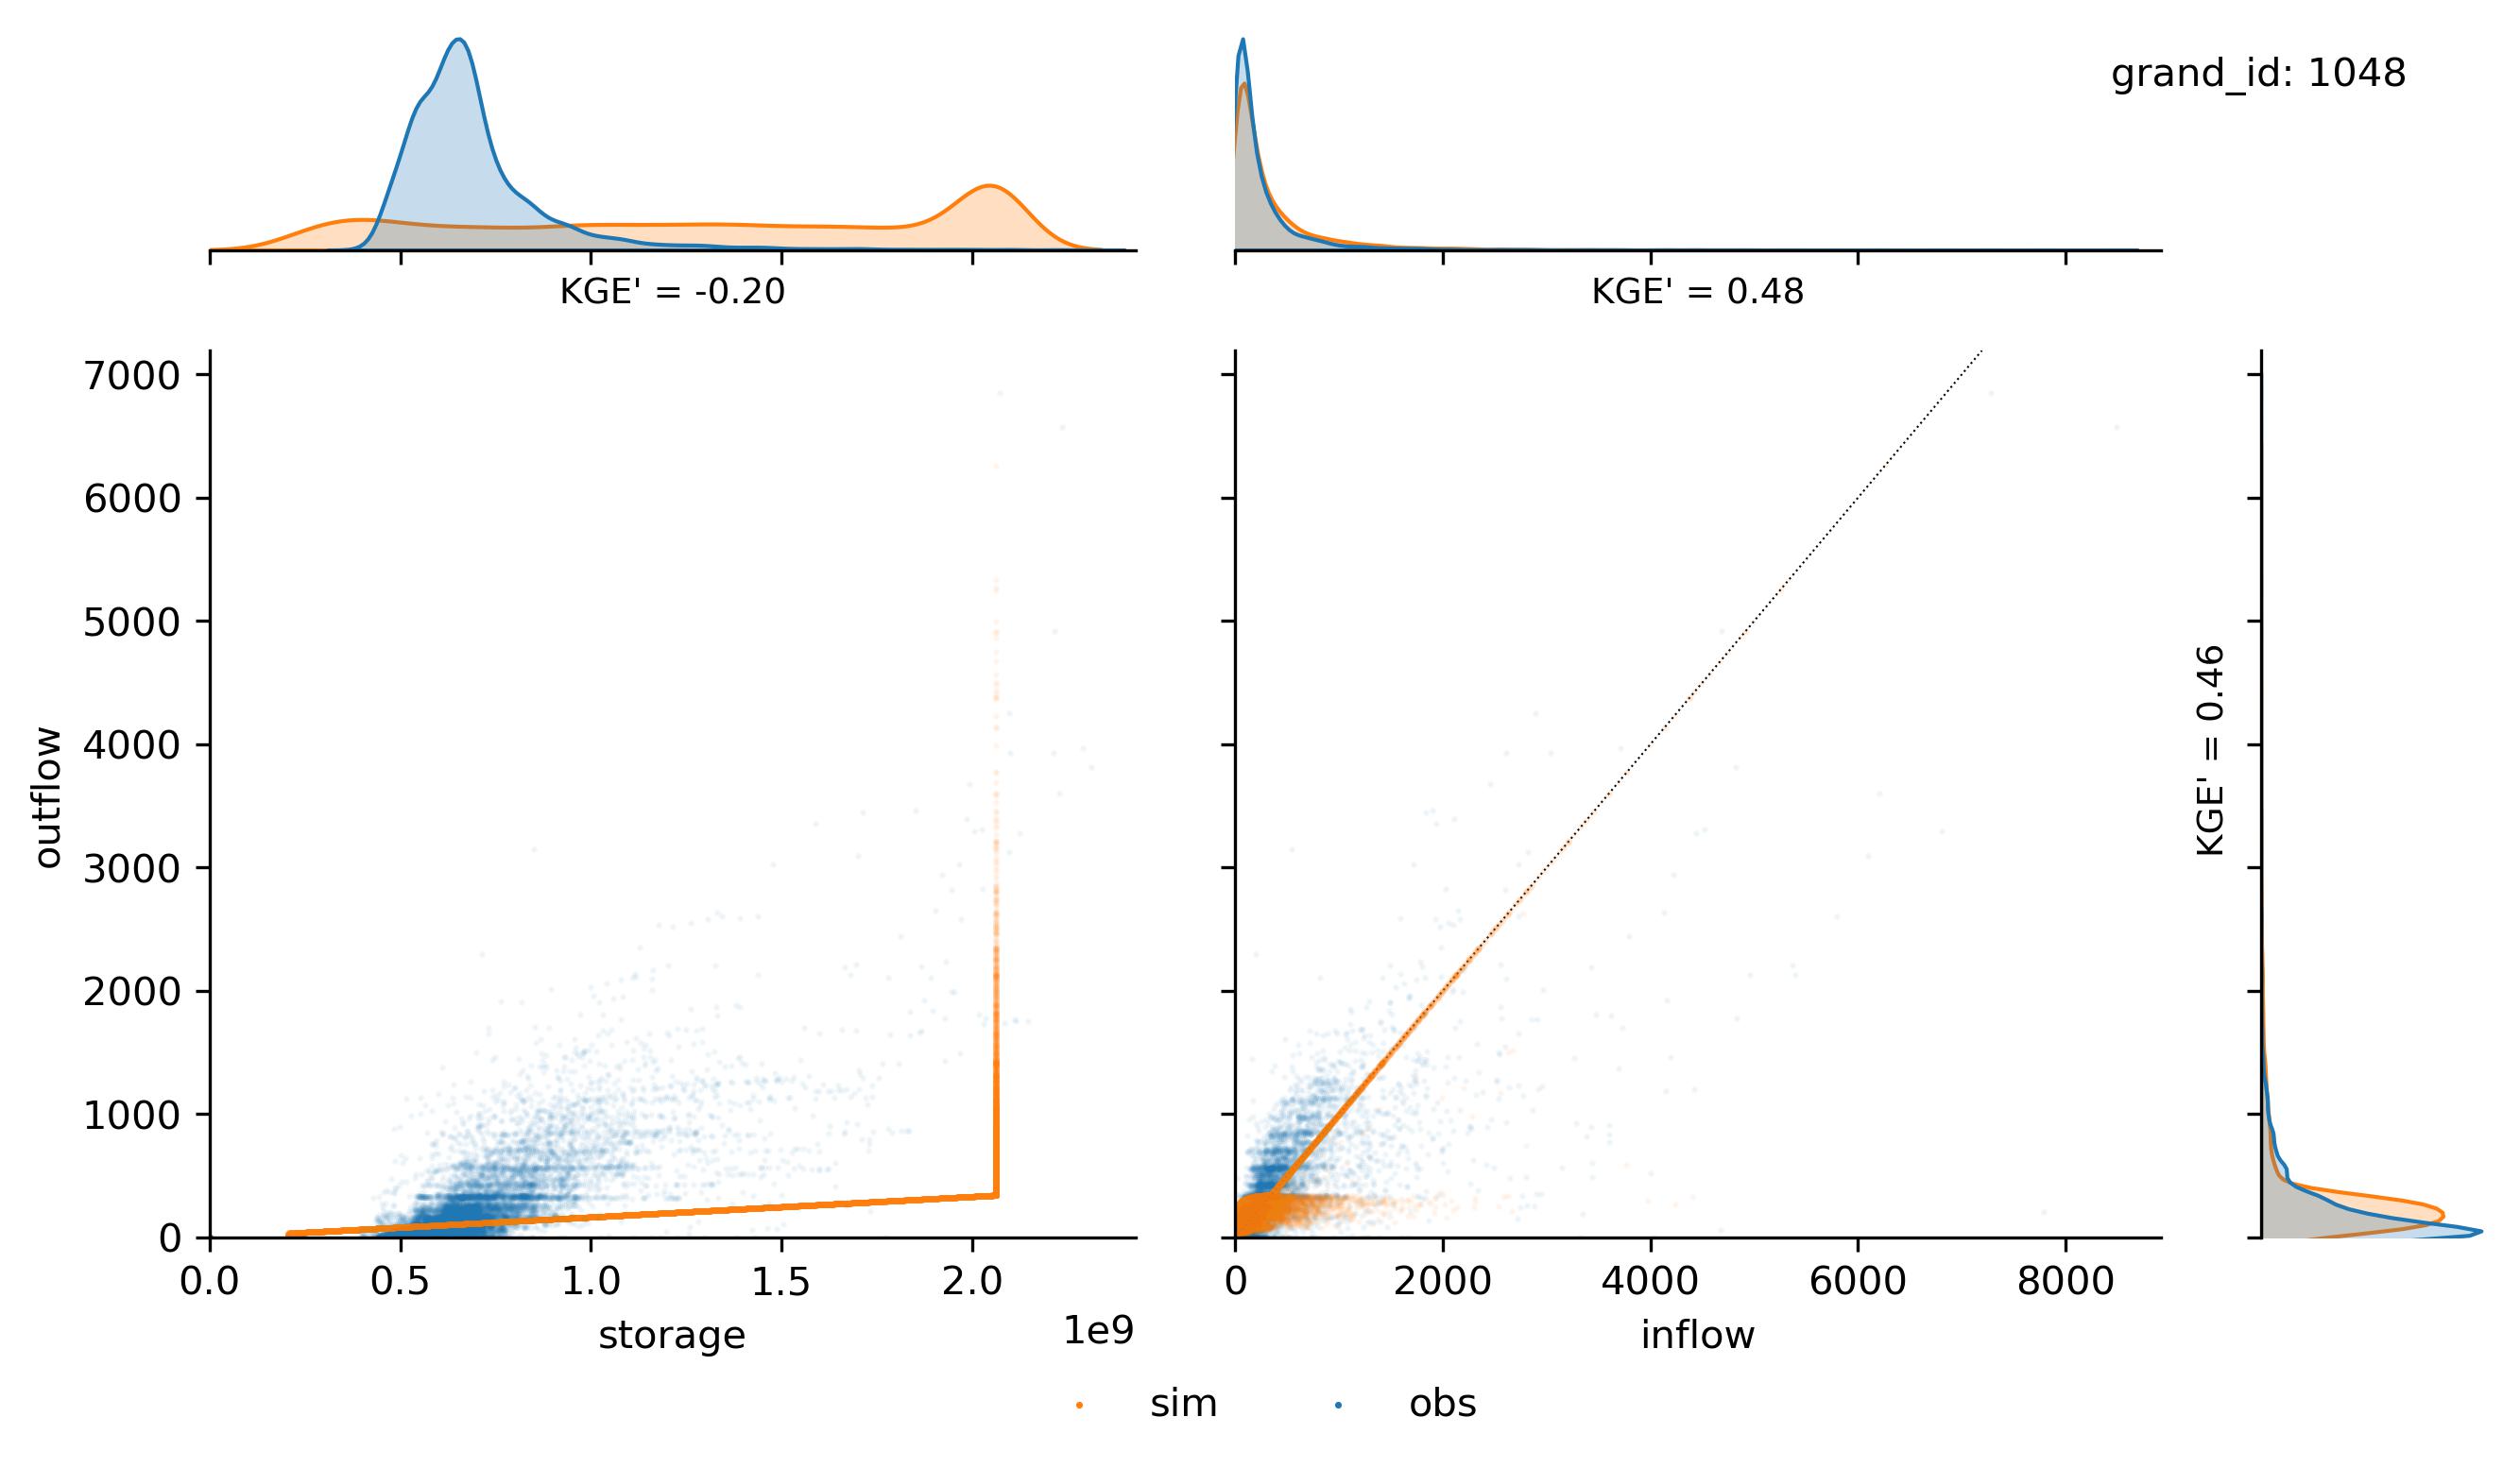 grand_id: 1048
KGE' = -0.20
KGE' = 0.48
outflow
7000
6000
5000
4000
3000
2000
1000
0
0.0 0.5 1.0 1.5 2.0
1e9
storage
0 2000 4000 6000 8000
inflow
KGE' = 0.46
sim obs